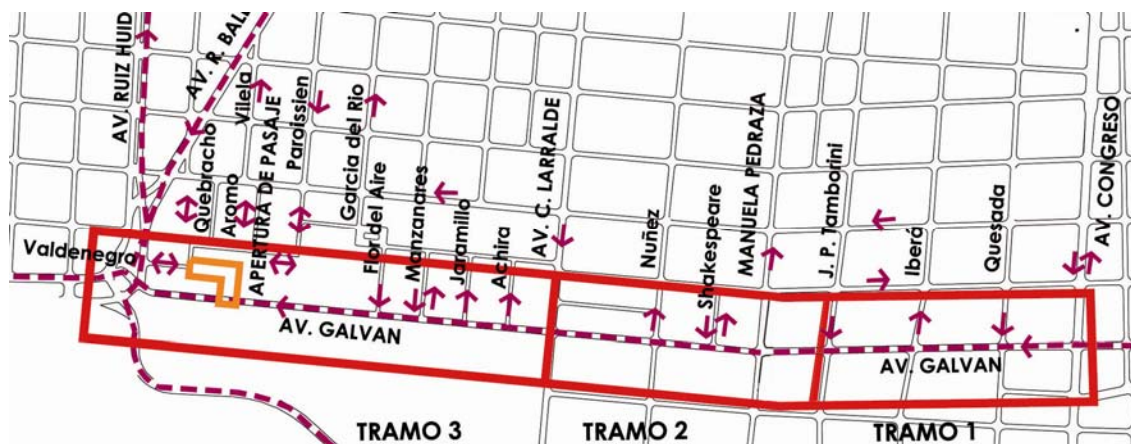 AV. RUIZ HUID
AV. R. BALB
Vilela
Quebracho
Aromo
APERTURA DE PASAJE
Paraissien
Garcia del Rio
Flor del Aire
Manzanares
Jaramillo
Achira
AV. C. LARRALDE
Nuñez
Shakespeare
MANUELA PEDRAZA
J. P. Tamborini
Iberá
Quesada
AV. CONGRESO
Valdenegra
AV. GALVAN
AV. GALVAN
TRAMO 3
TRAMO 2
TRAMO 1